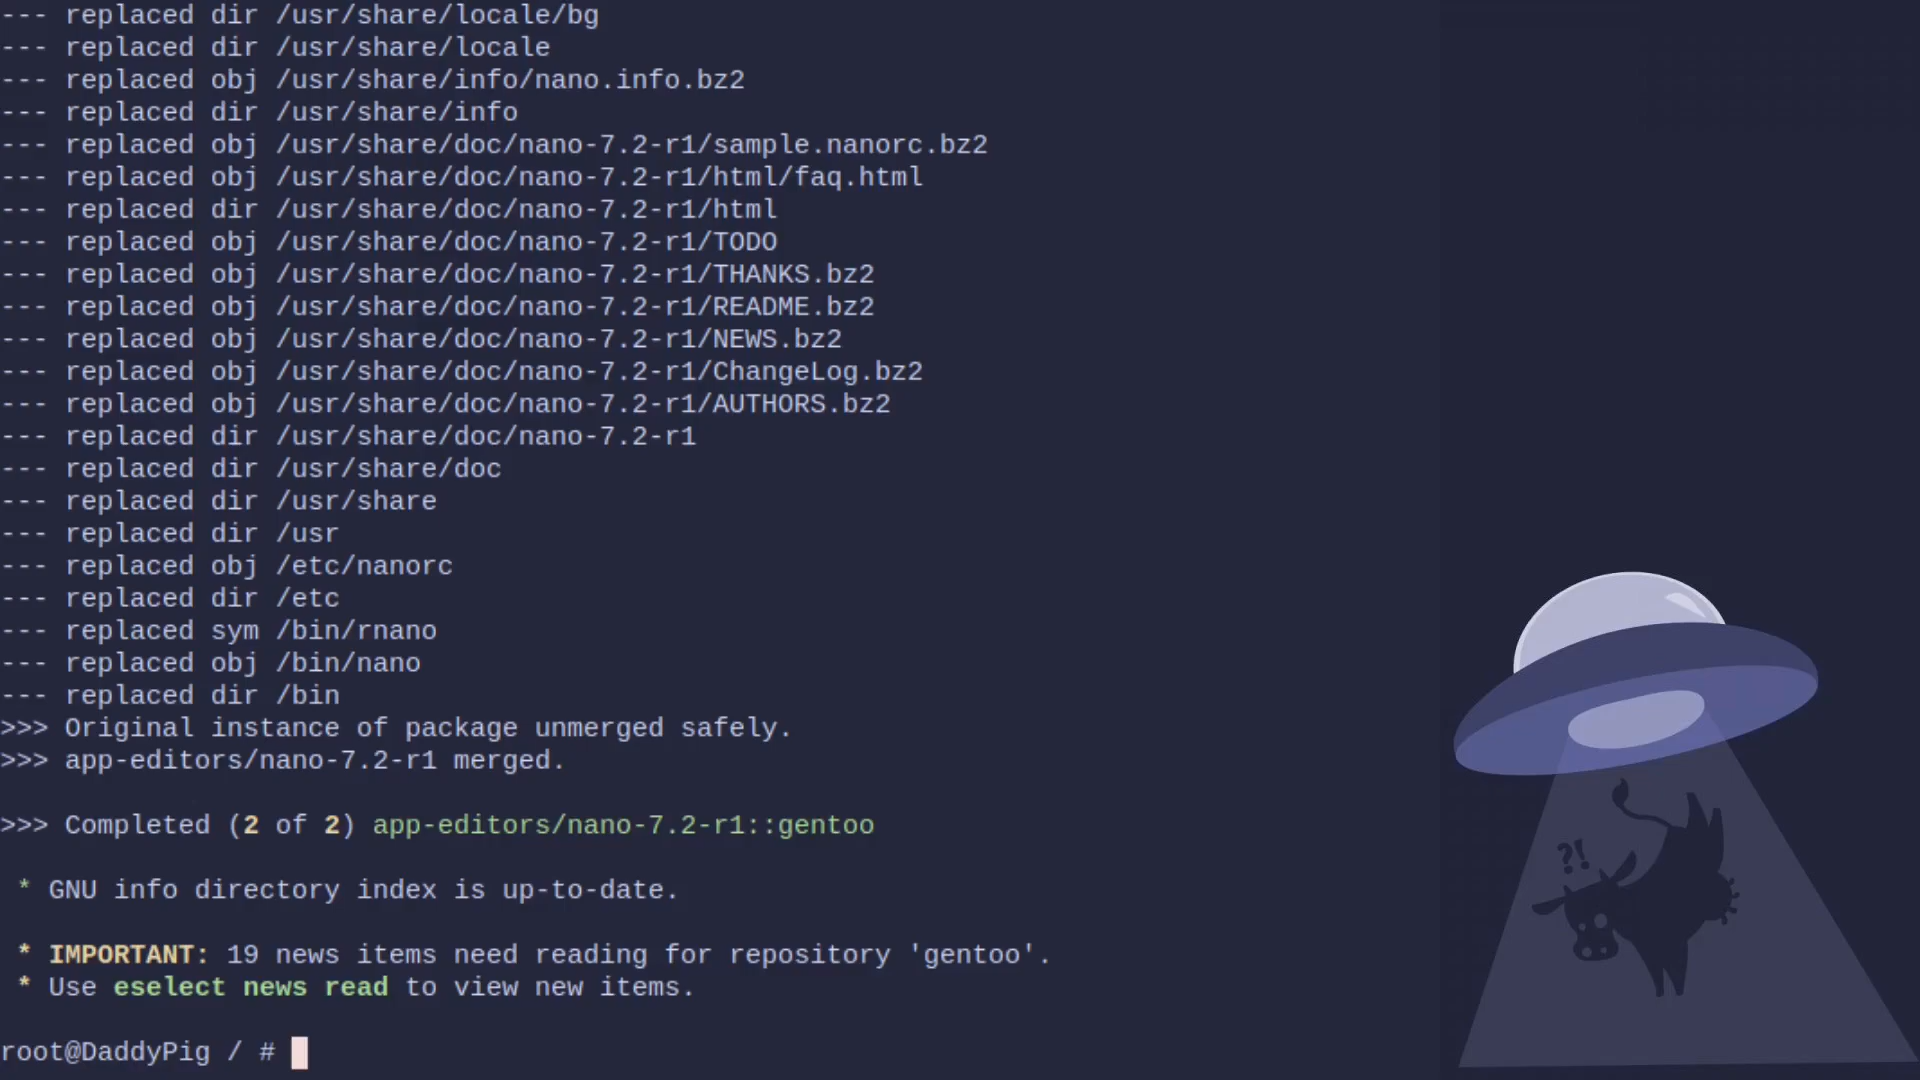 --- replaced dir /usr/share/locale/bg
--- replaced dir /usr/share/locale
--- replaced obj /usr/share/info/nano.info.bz2
--- replaced dir /usr/share/info
--- replaced obj /usr/share/doc/nano-7.2-r1/sample.nanorc.bz2
--- replaced obj /usr/share/doc/nano-7.2-r1/html/faq.html
--- replaced dir /usr/share/doc/nano-7.2-r1/html
--- replaced obj /usr/share/doc/nano-7.2-r1/TODO
--- replaced obj /usr/share/doc/nano-7.2-r1/THANKS.bz2
--- replaced obj /usr/share/doc/nano-7.2-r1/README.bz2
--- replaced obj /usr/share/doc/nano-7.2-r1/NEWS.bz2
--- replaced obj /usr/share/doc/nano-7.2-r1/ChangeLog.bz2
--- replaced obj /usr/share/doc/nano-7.2-r1/AUTHORS.bz2
--- replaced dir /usr/share/doc/nano-7.2-r1
--- replaced dir /usr/share/doc
--- replaced dir /usr/share
--- replaced dir /usr
--- replaced obj /etc/nanorc
--- replaced dir /etc
--- replaced sym /bin/rnano
--- replaced obj /bin/nano
--- replaced dir /bin
>>> Original instance of package unmerged safely.
>>> app-editors/nano-7.2-r1 merged.
>>> Completed (2 of 2) app-editors/nano-7.2-r1::gentoo
* GNU info directory index is up-to-date.
* IMPORTANT: 19 news items need reading for repository 'gentoo'.
* Use eselect news read to view new items.
root@DaddyPig / #
?!